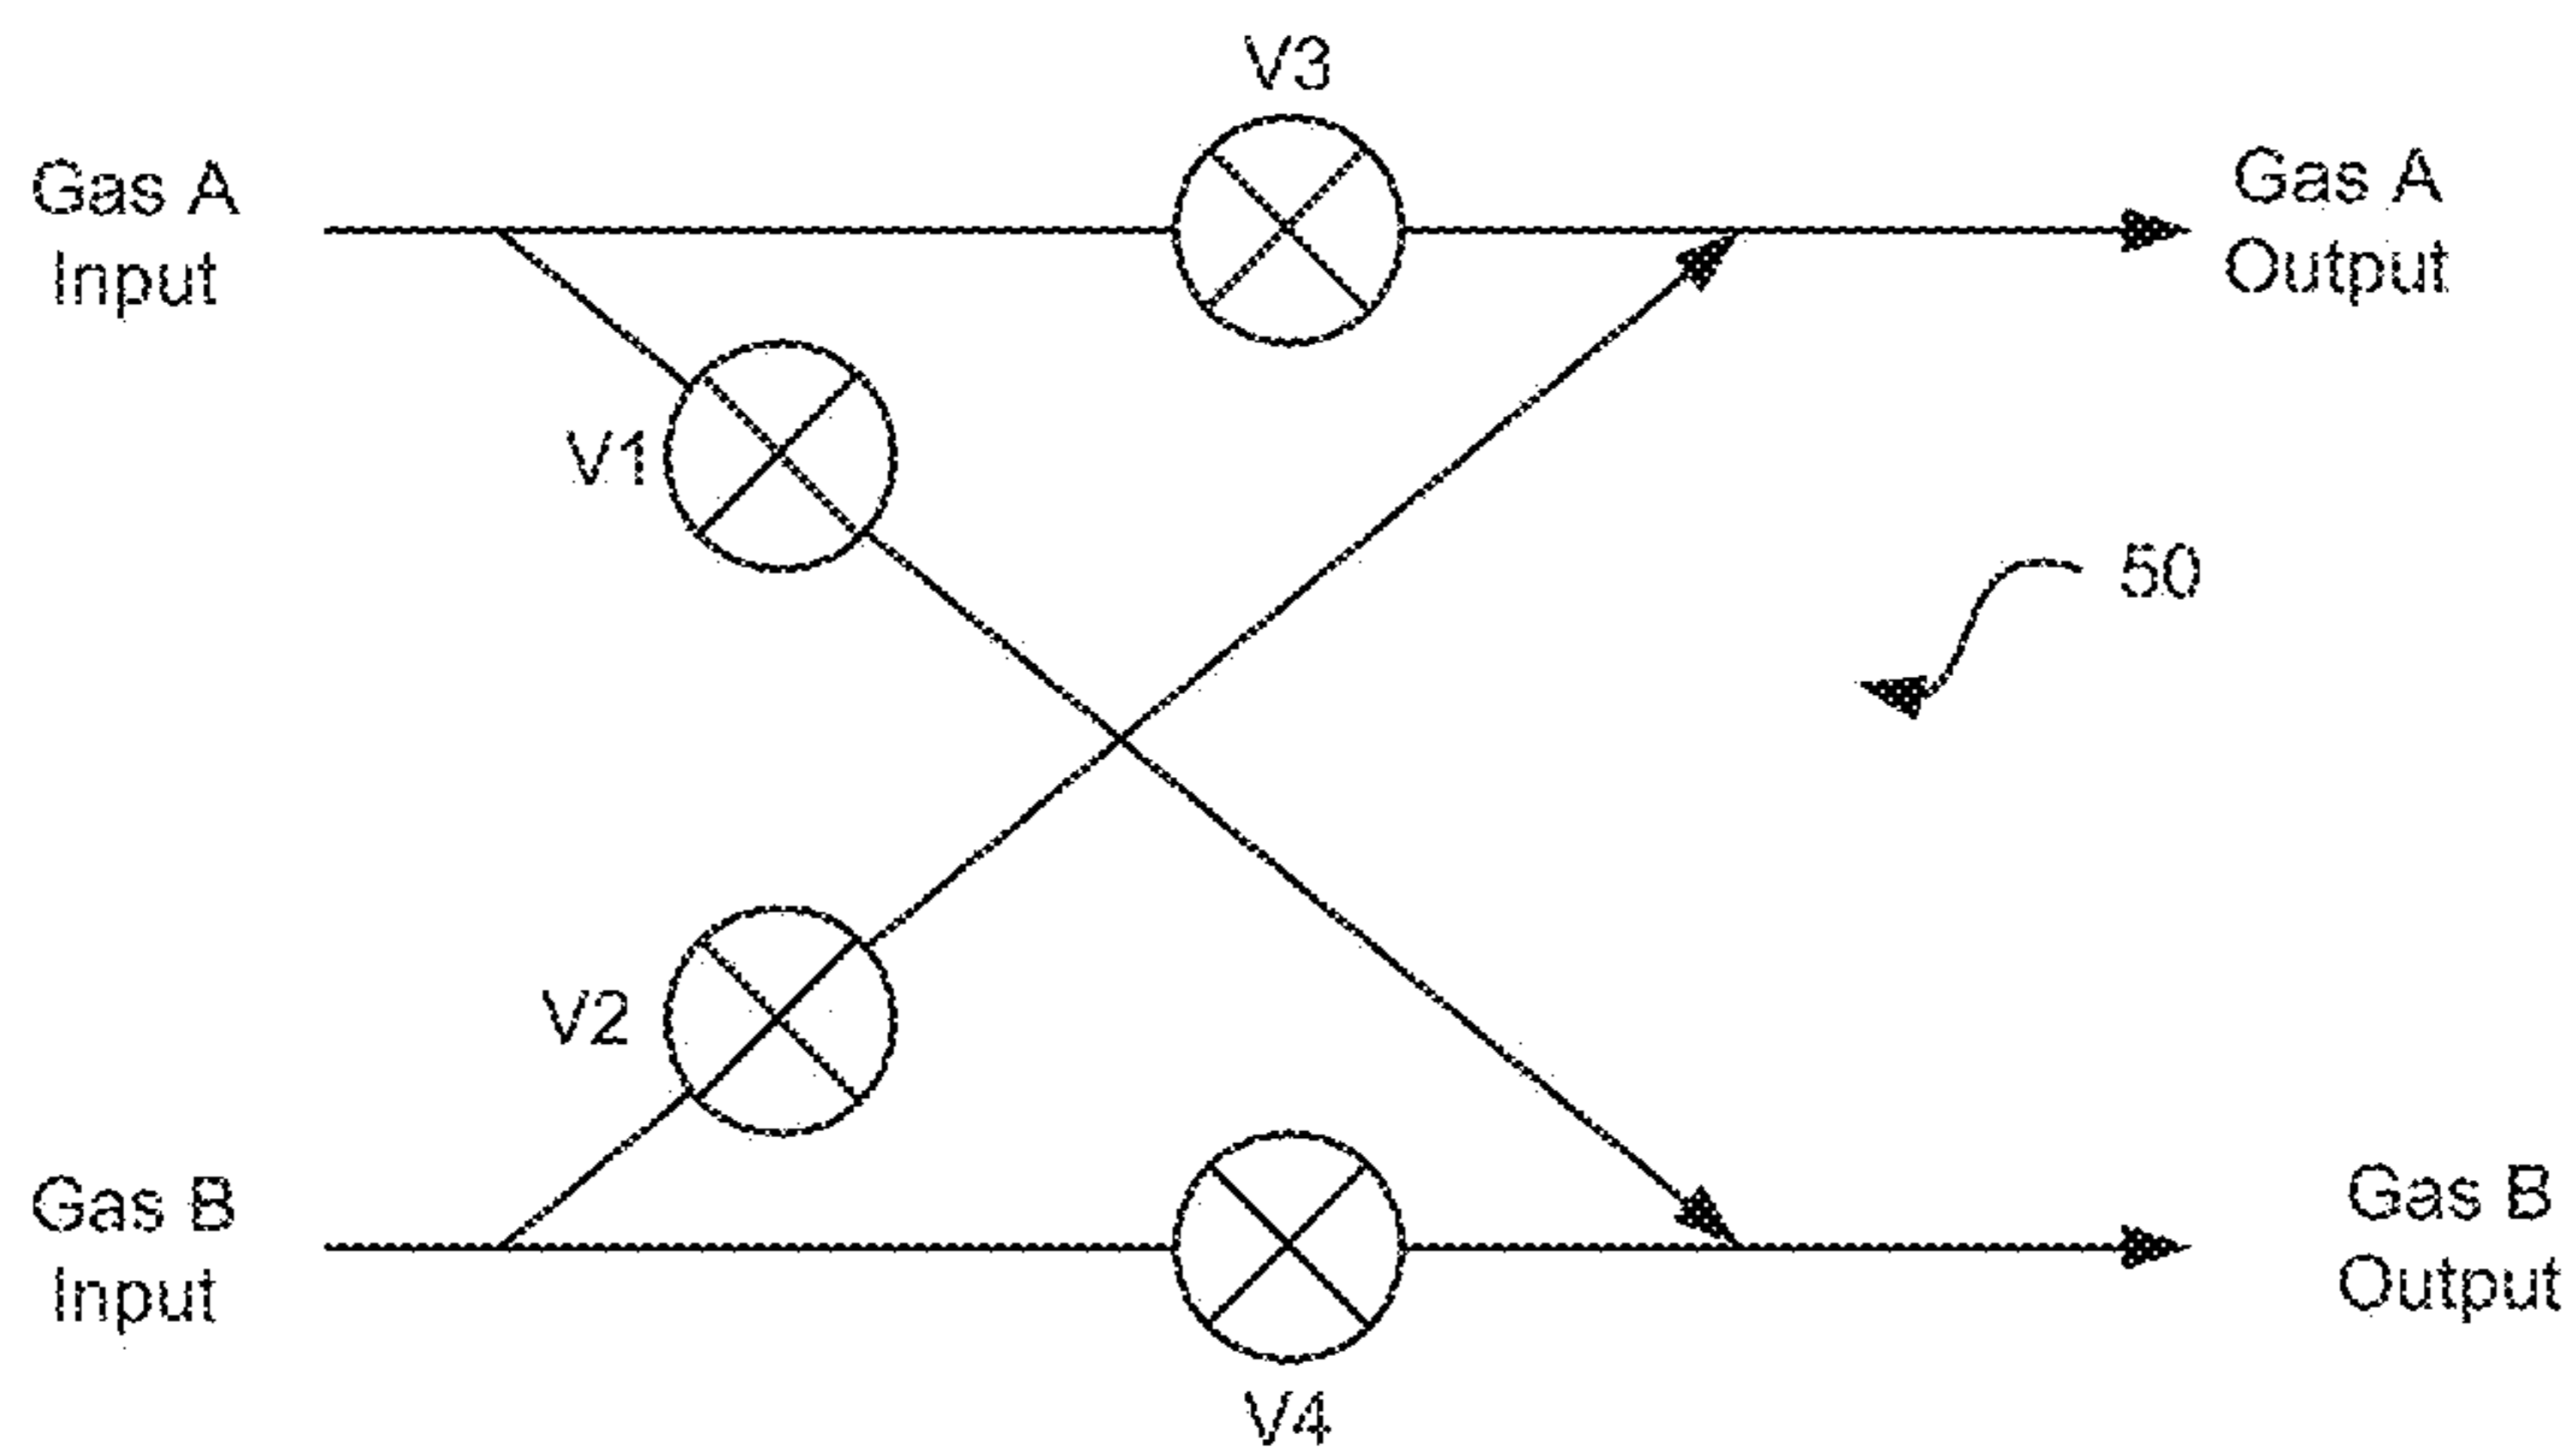 V3
Gas A
Input
Gas A
Output
V1
50
V2
Gas B
Input
Gas B
Output
V4